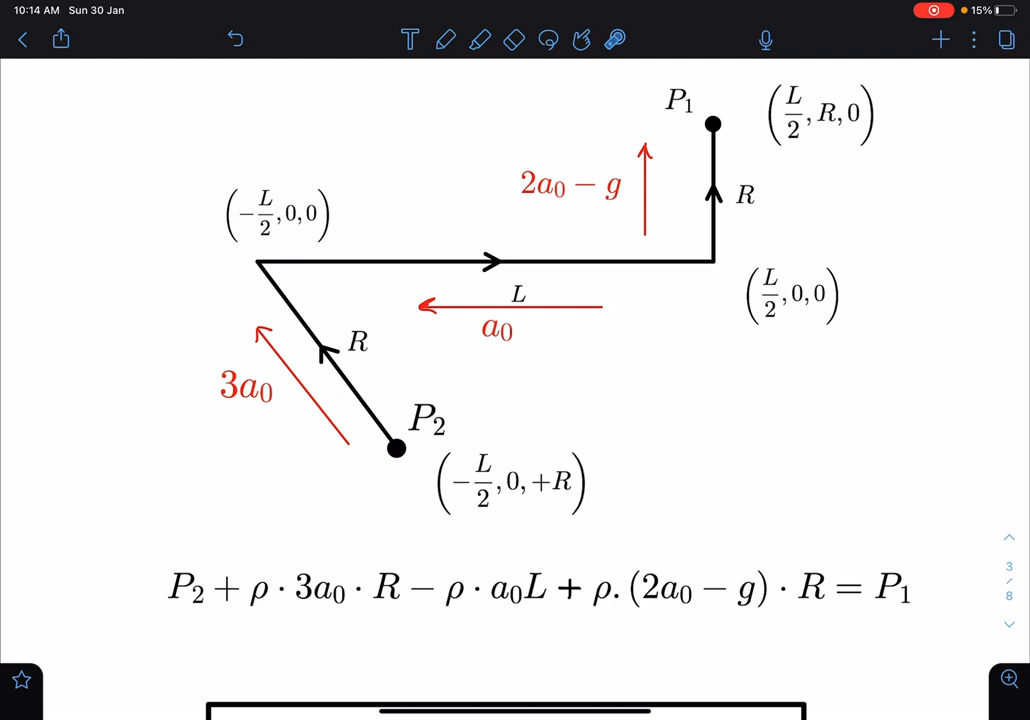 10:14 AM Sun 30 Jan
15%
P₁
(L/2, R, 0)
2a₀ − g
R
(−L/2, 0, 0)
L
(L/2, 0, 0)
a₀
R
3a₀
P₂
(−L/2, 0, +R)
P₂ + ρ · 3a₀ · R − ρ · a₀L + ρ. (2a₀ − g) · R = P₁
3
/
8